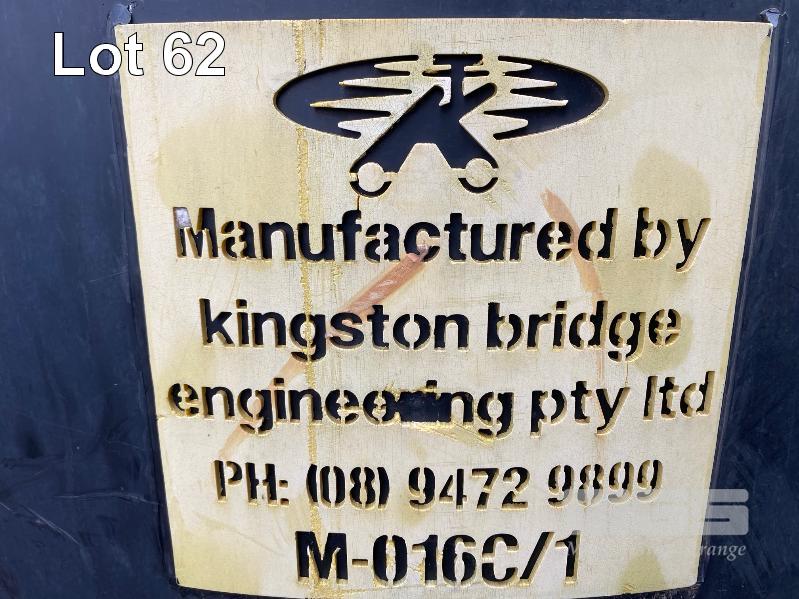 Lot 62
Manufactured by
kingston bridge
engineering pty ltd
PH: (08) 9472 9899
M-016C/1